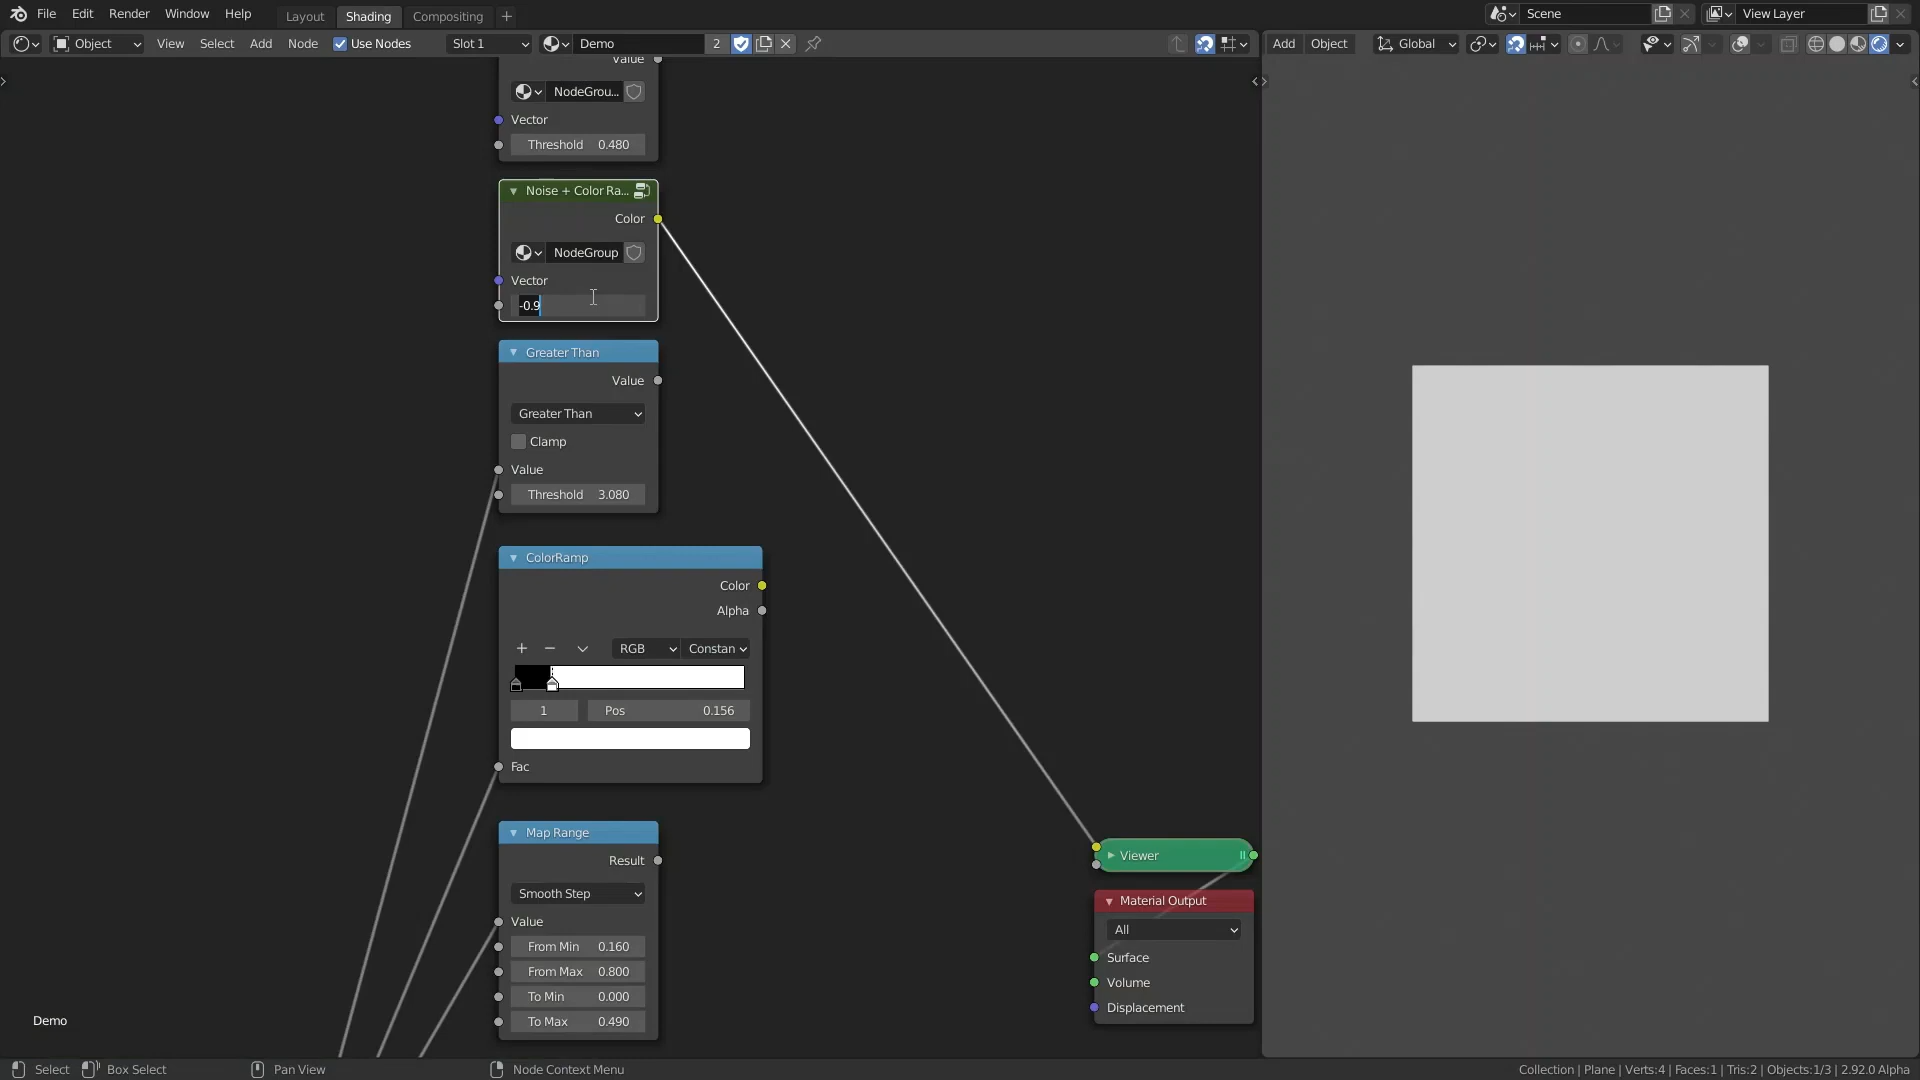 File Edit Render Window Help Layout Shading Compositing + Scene View Layer
Object View Select Add Node Use Nodes Slot 1 Demo 2 Add Object Global
Value
NodeGrou...
Vector
Threshold 0.480
Noise + Color Ra...
Color
NodeGroup
Vector
-0.9
Greater Than
Value
Greater Than
Clamp
Value
Threshold 3.080
ColorRamp
Color
Alpha
+ − RGB Constan
1 Pos 0.156
Fac
Map Range
Result
Smooth Step
Value
From Min 0.160
From Max 0.800
To Min 0.000
To Max 0.490
Viewer
Material Output
All
Surface
Volume
Displacement
Demo
Select Box Select Pan View Node Context Menu Collection | Plane | Verts:4 | Faces:1 | Tris:2 | Objects:1/3 | 2.92.0 Alpha